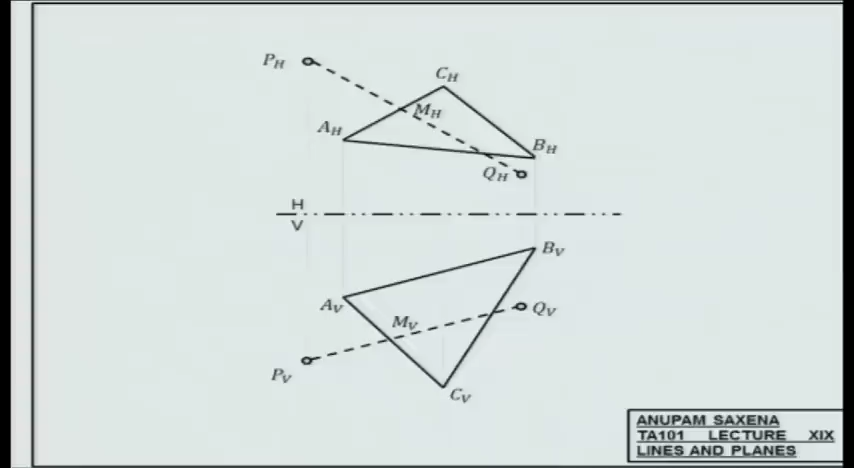 P_H
C_H
M_H
A_H
B_H
Q_H
H
V
B_V
A_V
Q_V
M_V
P_V
C_V
ANUPAM SAXENA
TA101 LECTURE XIX
LINES AND PLANES